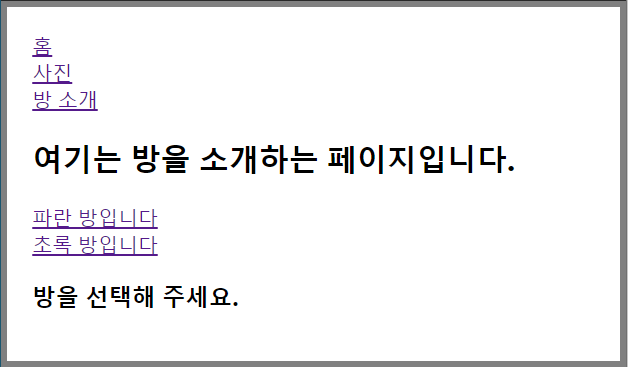 홈
사진
방 소개
여기는 방을 소개하는 페이지입니다.
파란 방입니다
초록 방입니다
방을 선택해 주세요.